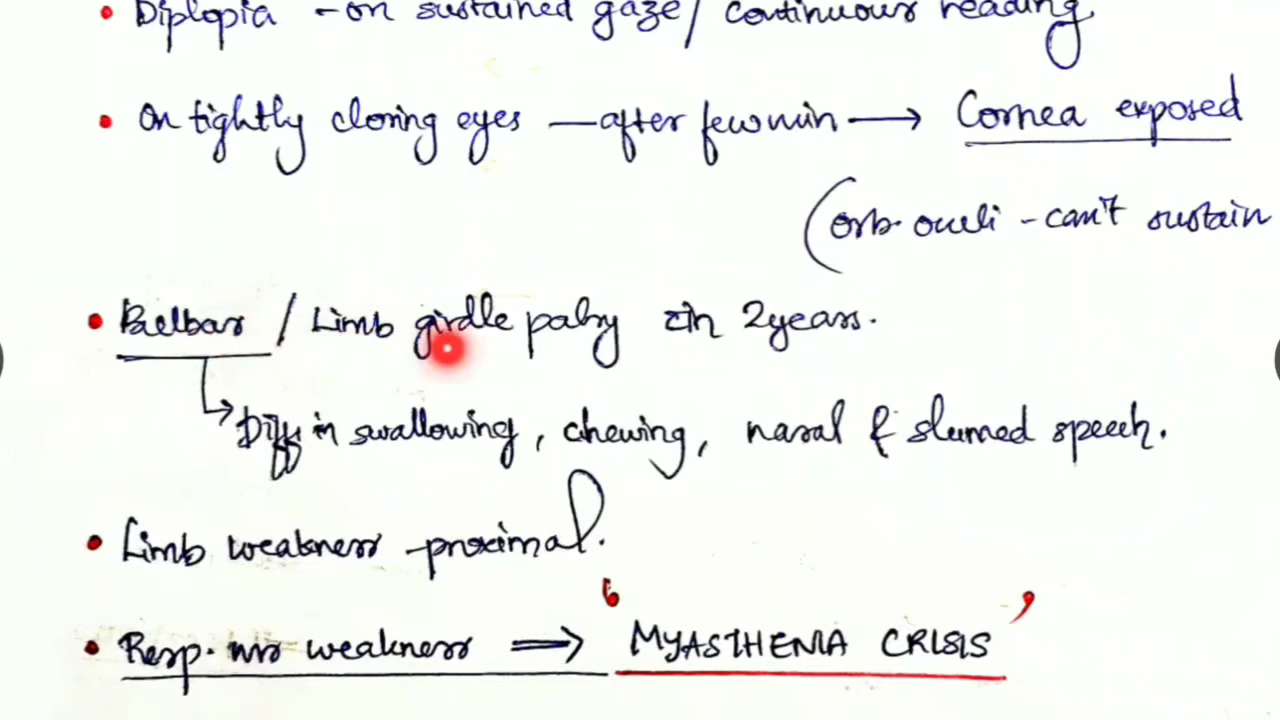 • Diplopia - on sustained gaze / continuous reading
• On tightly closing eyes — after few min → Cornea exposed
(orb. oculi - can't sustain
• Bulbar / Limb girdle palsy in 2 years.
↳ Diff in swallowing, chewing, nasal & slurred speech.
• Limb weakness - proximal.
• Resp. ms weakness ⇒ ‘MYASTHENIA CRISIS’